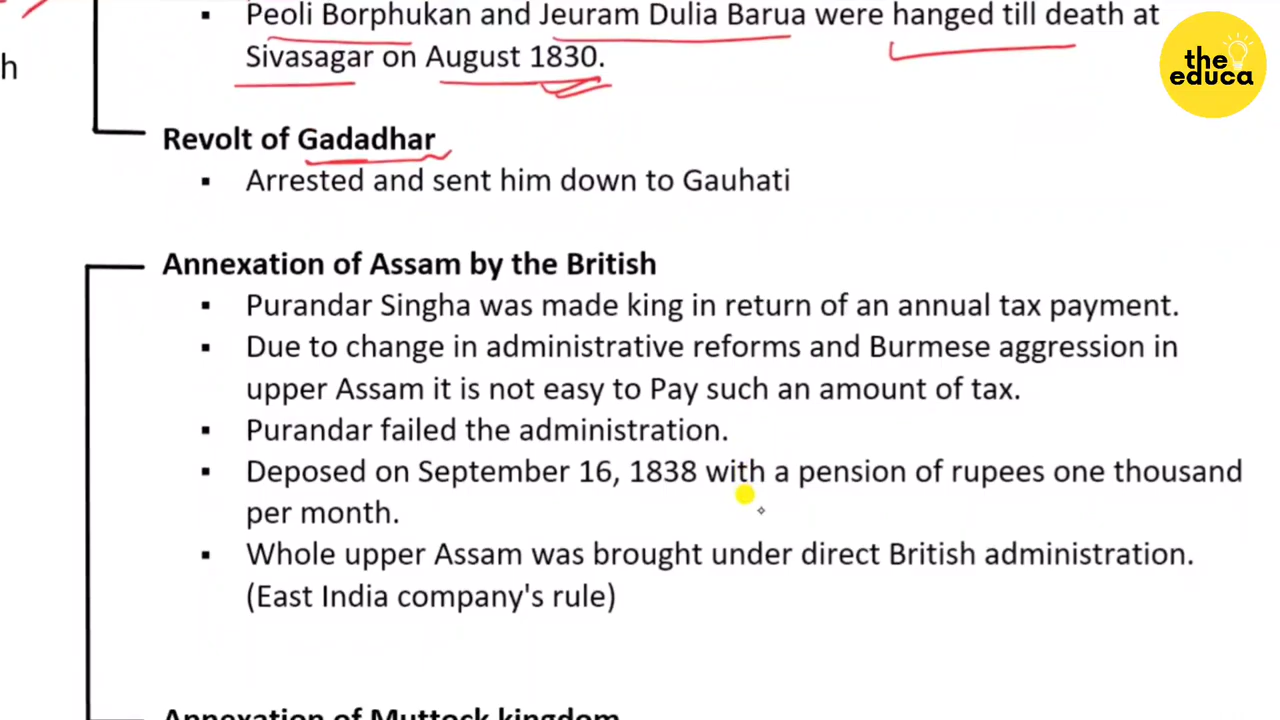 ▪ Peoli Borphukan and Jeuram Dulia Barua were hanged till death at
Sivasagar on August 1830.
h
the
educa
Revolt of Gadadhar
▪ Arrested and sent him down to Gauhati
Annexation of Assam by the British
▪ Purandar Singha was made king in return of an annual tax payment.
▪ Due to change in administrative reforms and Burmese aggression in
upper Assam it is not easy to Pay such an amount of tax.
▪ Purandar failed the administration.
▪ Deposed on September 16, 1838 with a pension of rupees one thousand
per month.
▪ Whole upper Assam was brought under direct British administration.
(East India company's rule)
Annexation of Muttock kingdom